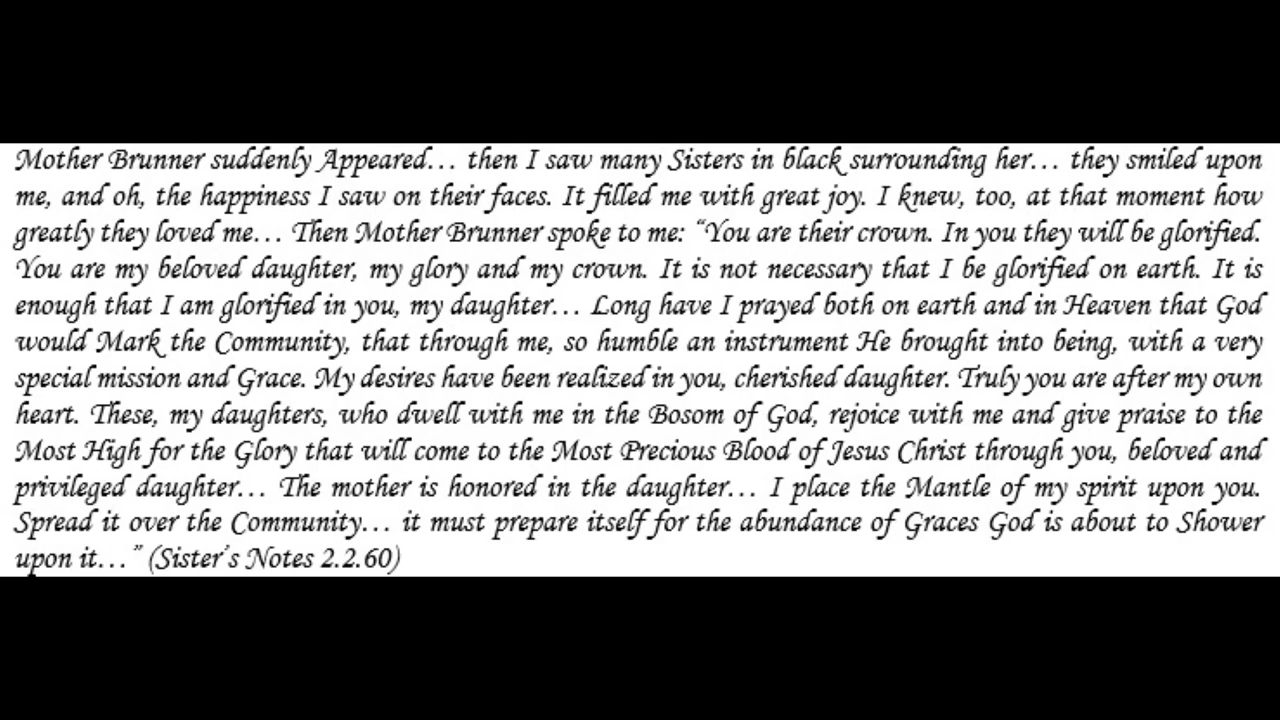 Mother Brunner suddenly Appeared… then I saw many Sisters in black surrounding her… they smiled upon
me, and oh, the happiness I saw on their faces. It filled me with great joy. I knew, too, at that moment how
greatly they loved me… Then Mother Brunner spoke to me: “You are their crown. In you they will be glorified.
You are my beloved daughter, my glory and my crown. It is not necessary that I be glorified on earth. It is
enough that I am glorified in you, my daughter… Long have I prayed both on earth and in Heaven that God
would Mark the Community, that through me, so humble an instrument He brought into being, with a very
special mission and Grace. My desires have been realized in you, cherished daughter. Truly you are after my own
heart. These, my daughters, who dwell with me in the Bosom of God, rejoice with me and give praise to the
Most High for the Glory that will come to the Most Precious Blood of Jesus Christ through you, beloved and
privileged daughter… The mother is honored in the daughter… I place the Mantle of my spirit upon you.
Spread it over the Community… it must prepare itself for the abundance of Graces God is about to Shower
upon it…” (Sister’s Notes 2.2.60)